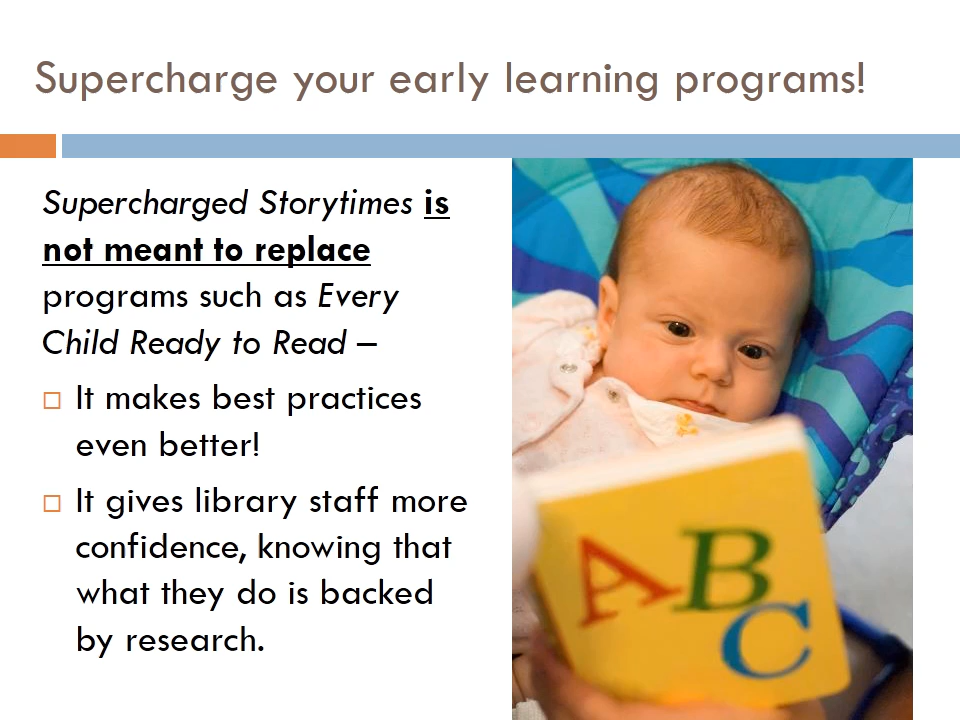 Supercharge your early learning programs!
Supercharged Storytimes is
not meant to replace
programs such as Every
Child Ready to Read –
It makes best practices
even better!
It gives library staff more
confidence, knowing that
what they do is backed
by research.
A
B
C